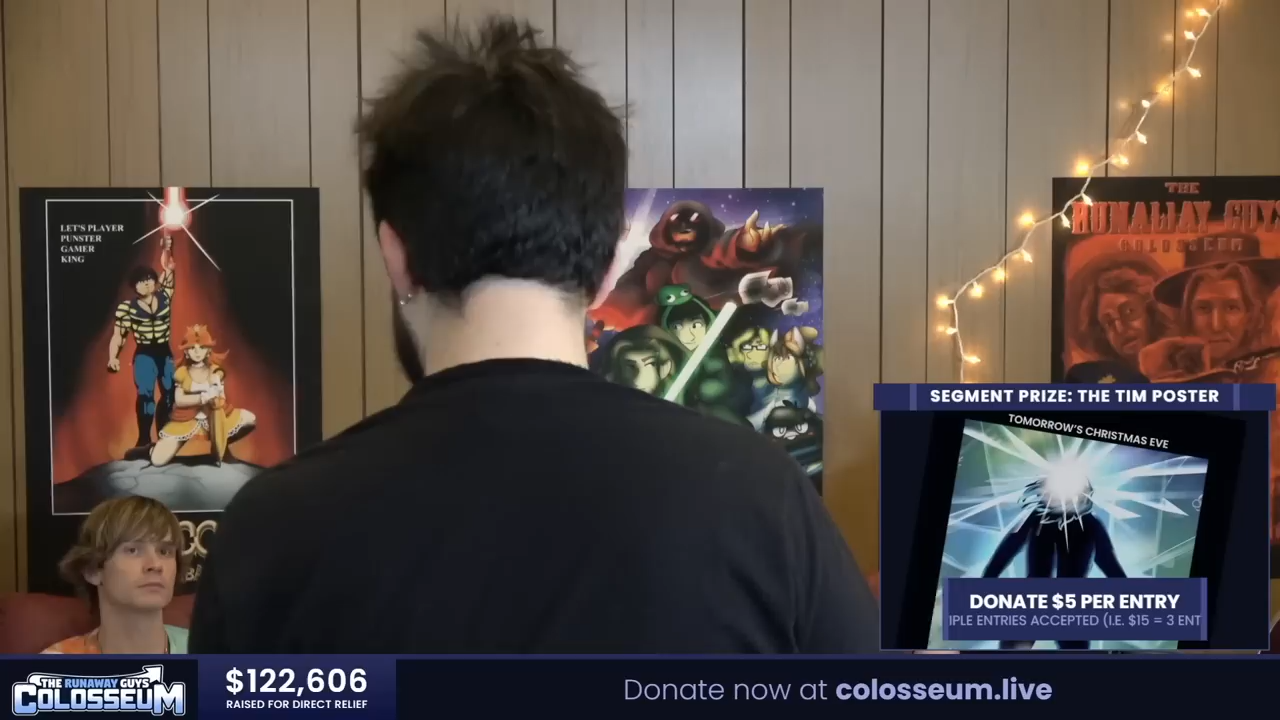 LET'S PLAYER
PUNSTER
GAMER
KING
THE
RUNAWAY GUYS
COLOSSEUM
SEGMENT PRIZE: THE TIM POSTER
TOMORROW'S CHRISTMAS EVE
DONATE $5 PER ENTRY
IPLE ENTRIES ACCEPTED (I.E. $15 = 3 ENT
THE RUNAWAY GUYS
COLOSSEUM
$122,606
RAISED FOR DIRECT RELIEF
Donate now at colosseum.live